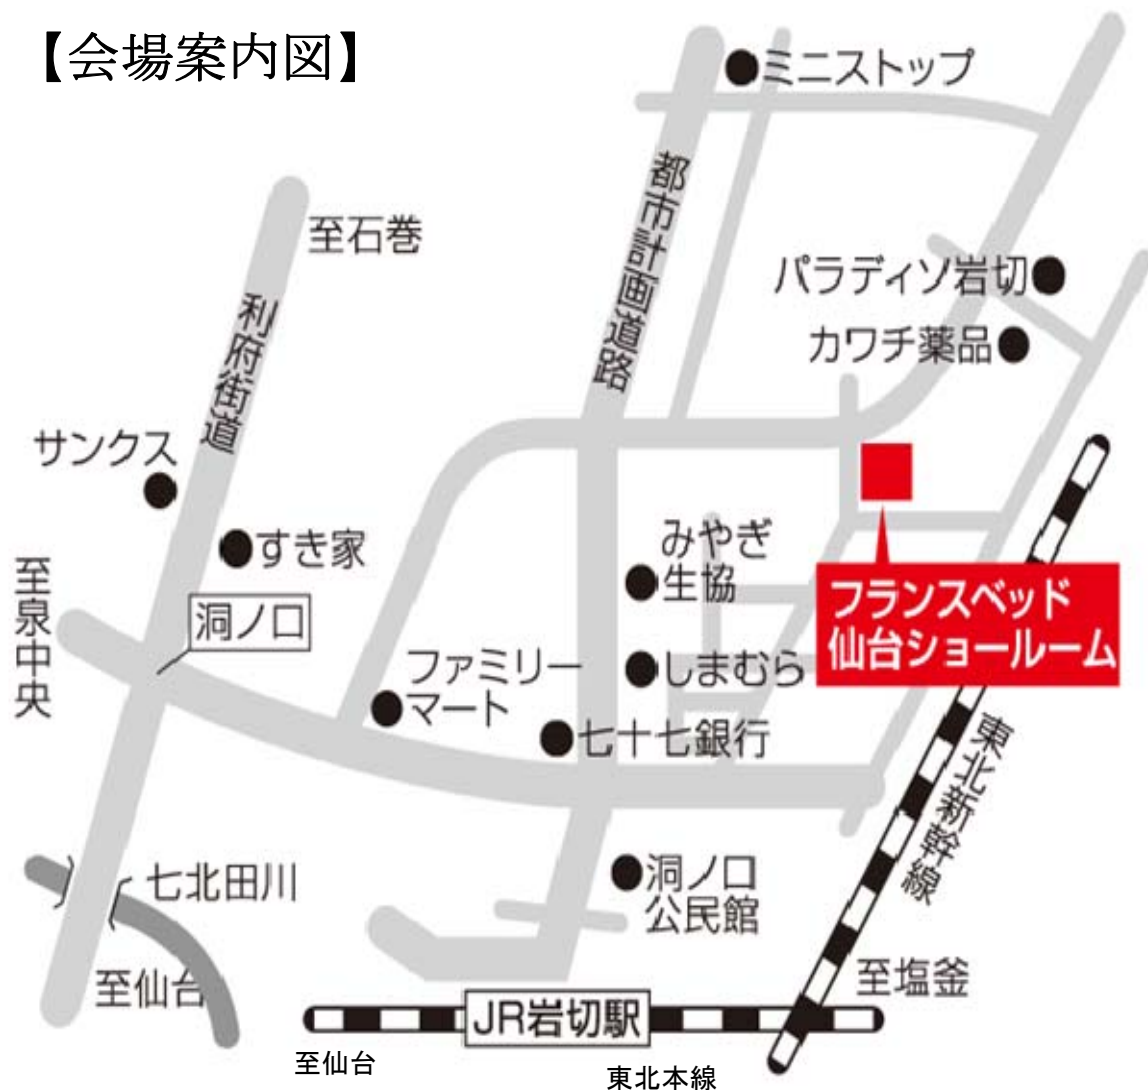 【会場案内図】
ミニストップ
都市計画道路
至石巻
利府街道
パラディソ岩切
カワチ薬品
サンクス
すき家
至泉中央
洞ノ口
みやぎ
生協
フランスベッド
仙台ショールーム
ファミリー
マート
しまむら
七十七銀行
東北新幹線
七北田川
洞ノ口
公民館
至仙台
至塩釜
JR岩切駅
至仙台
東北本線